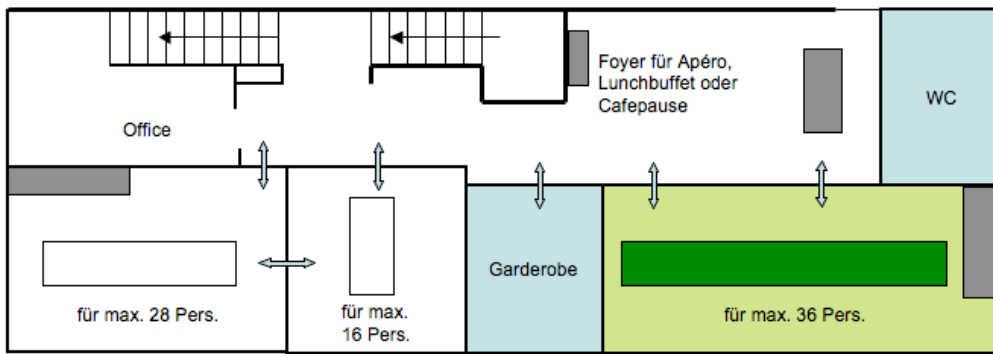 Foyer für Apéro,
Lunchbuffet oder
Cafepause
WC
Office
Garderobe
für max. 28 Pers.
für max.
16 Pers.
für max. 36 Pers.